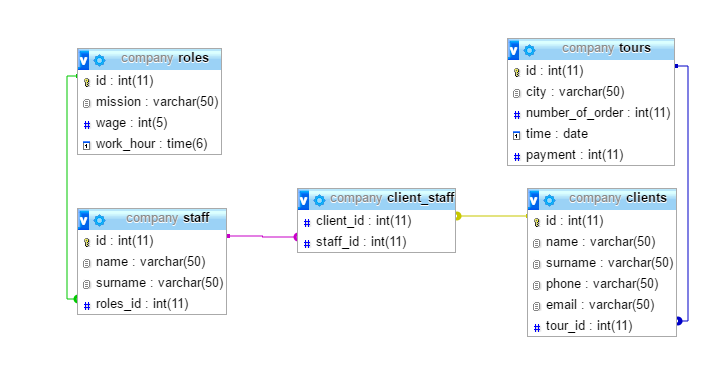 company roles
id : int(11)
mission : varchar(50)
# wage : int(5)
work_hour : time(6)
company tours
id : int(11)
city : varchar(50)
# number_of_order : int(11)
time : date
# payment : int(11)
company staff
id : int(11)
name : varchar(50)
surname : varchar(50)
# roles_id : int(11)
company client_staff
# client_id : int(11)
# staff_id : int(11)
company clients
id : int(11)
name : varchar(50)
surname : varchar(50)
phone : varchar(50)
email : varchar(50)
# tour_id : int(11)